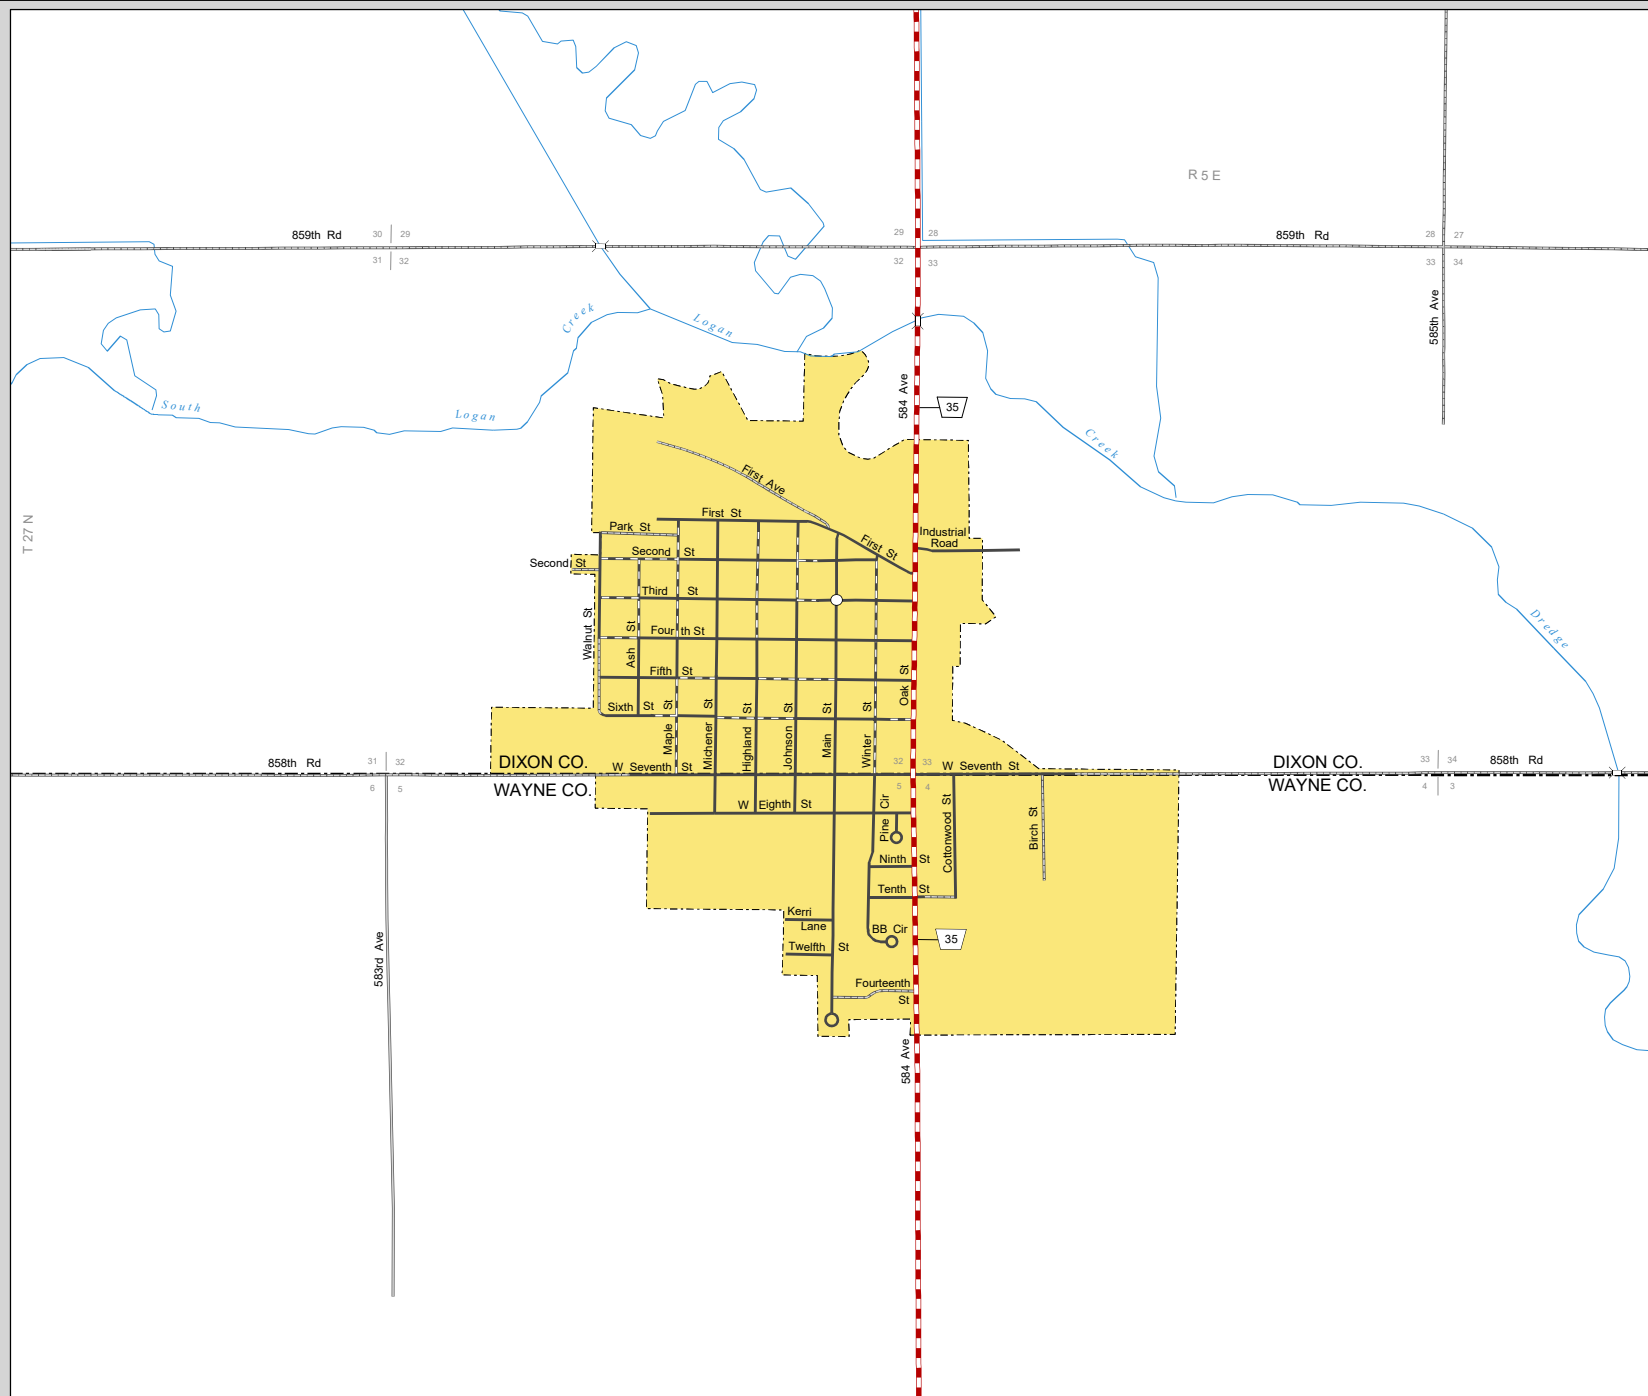 R 5 E
859th Rd
30 29
31 32
29 28
32 33
859th Rd
28 27
33 34
585th Ave
Creek
Logan
South
Logan
584 Ave
35
Creek
T 27 N
First Ave
First St
First St
Park St
Industrial
Road
Second St
Second St
Third St
Walnut St
Ash St
Fourth St
Fifth St
Oak St
Sixth St
Maple St
Michener St
Highland St
Johnson St
Main St
Winter St
Dredge
858th Rd
31 32
6 5
DIXON CO.
WAYNE CO.
W Seventh St
32 33
5 4
W Seventh St
DIXON CO.
WAYNE CO.
33 34
4 3
858th Rd
W Eighth St
Pine Cir
Cottonwood St
Birch St
Ninth St
Tenth St
Kerri
Lane
BB Cir
35
Twelfth St
583rd Ave
Fourteenth
St
584 Ave